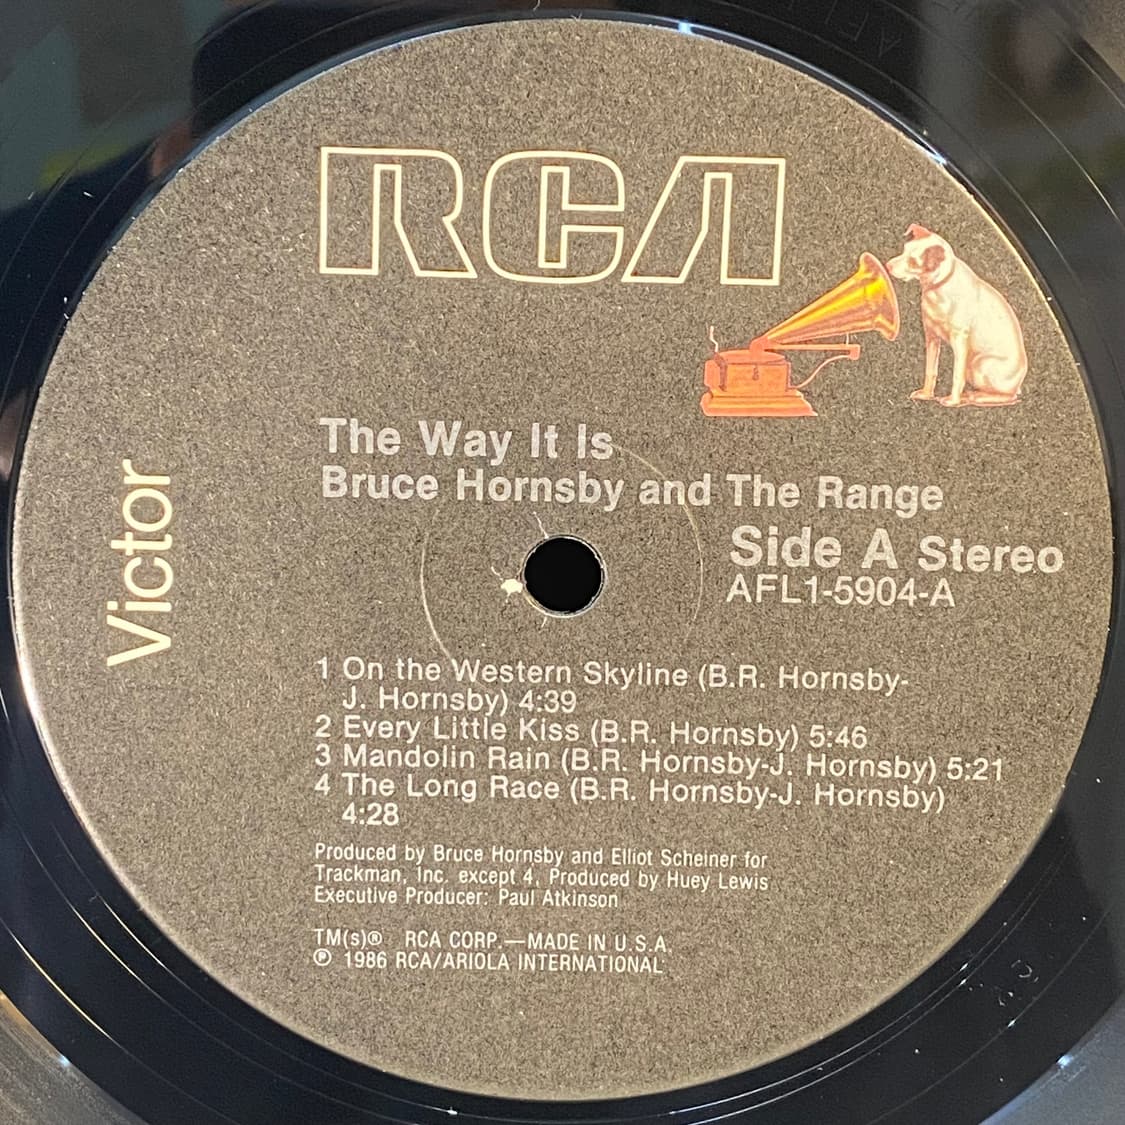 RCA
Victor
The Way It Is
Bruce Hornsby and The Range
Side A Stereo
AFL1-5904-A
1 On the Western Skyline (B.R. Hornsby-
J. Hornsby) 4:39
2 Every Little Kiss (B.R. Hornsby) 5:46
3 Mandolin Rain (B.R. Hornsby-J. Hornsby) 5:21
4 The Long Race (B.R. Hornsby-J. Hornsby)
4:28
Produced by Bruce Hornsby and Elliot Scheiner for
Trackman, Inc. except 4, Produced by Huey Lewis
Executive Producer: Paul Atkinson
TM(s)® RCA CORP.—MADE IN U.S.A.
℗ 1986 RCA/ARIOLA INTERNATIONAL